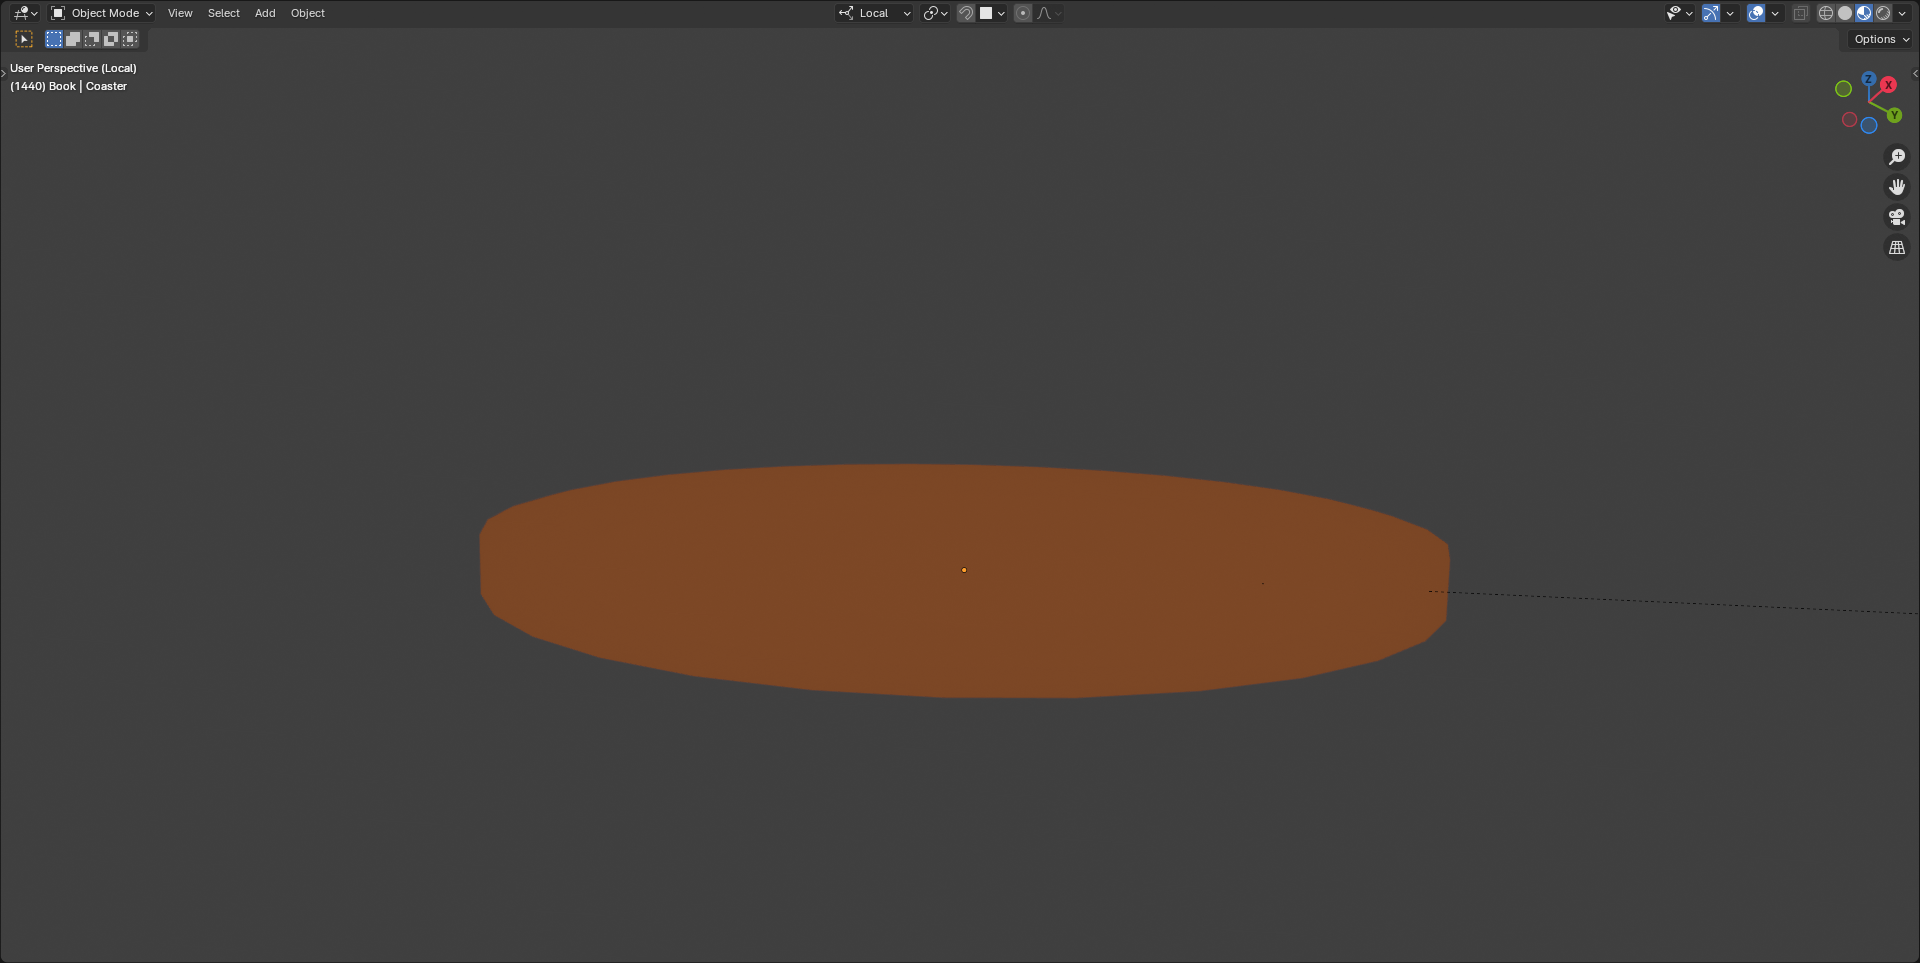 Object Mode View Select Add Object Local
Options
User Perspective (Local)
(1440) Book | Coaster
Z X
Y